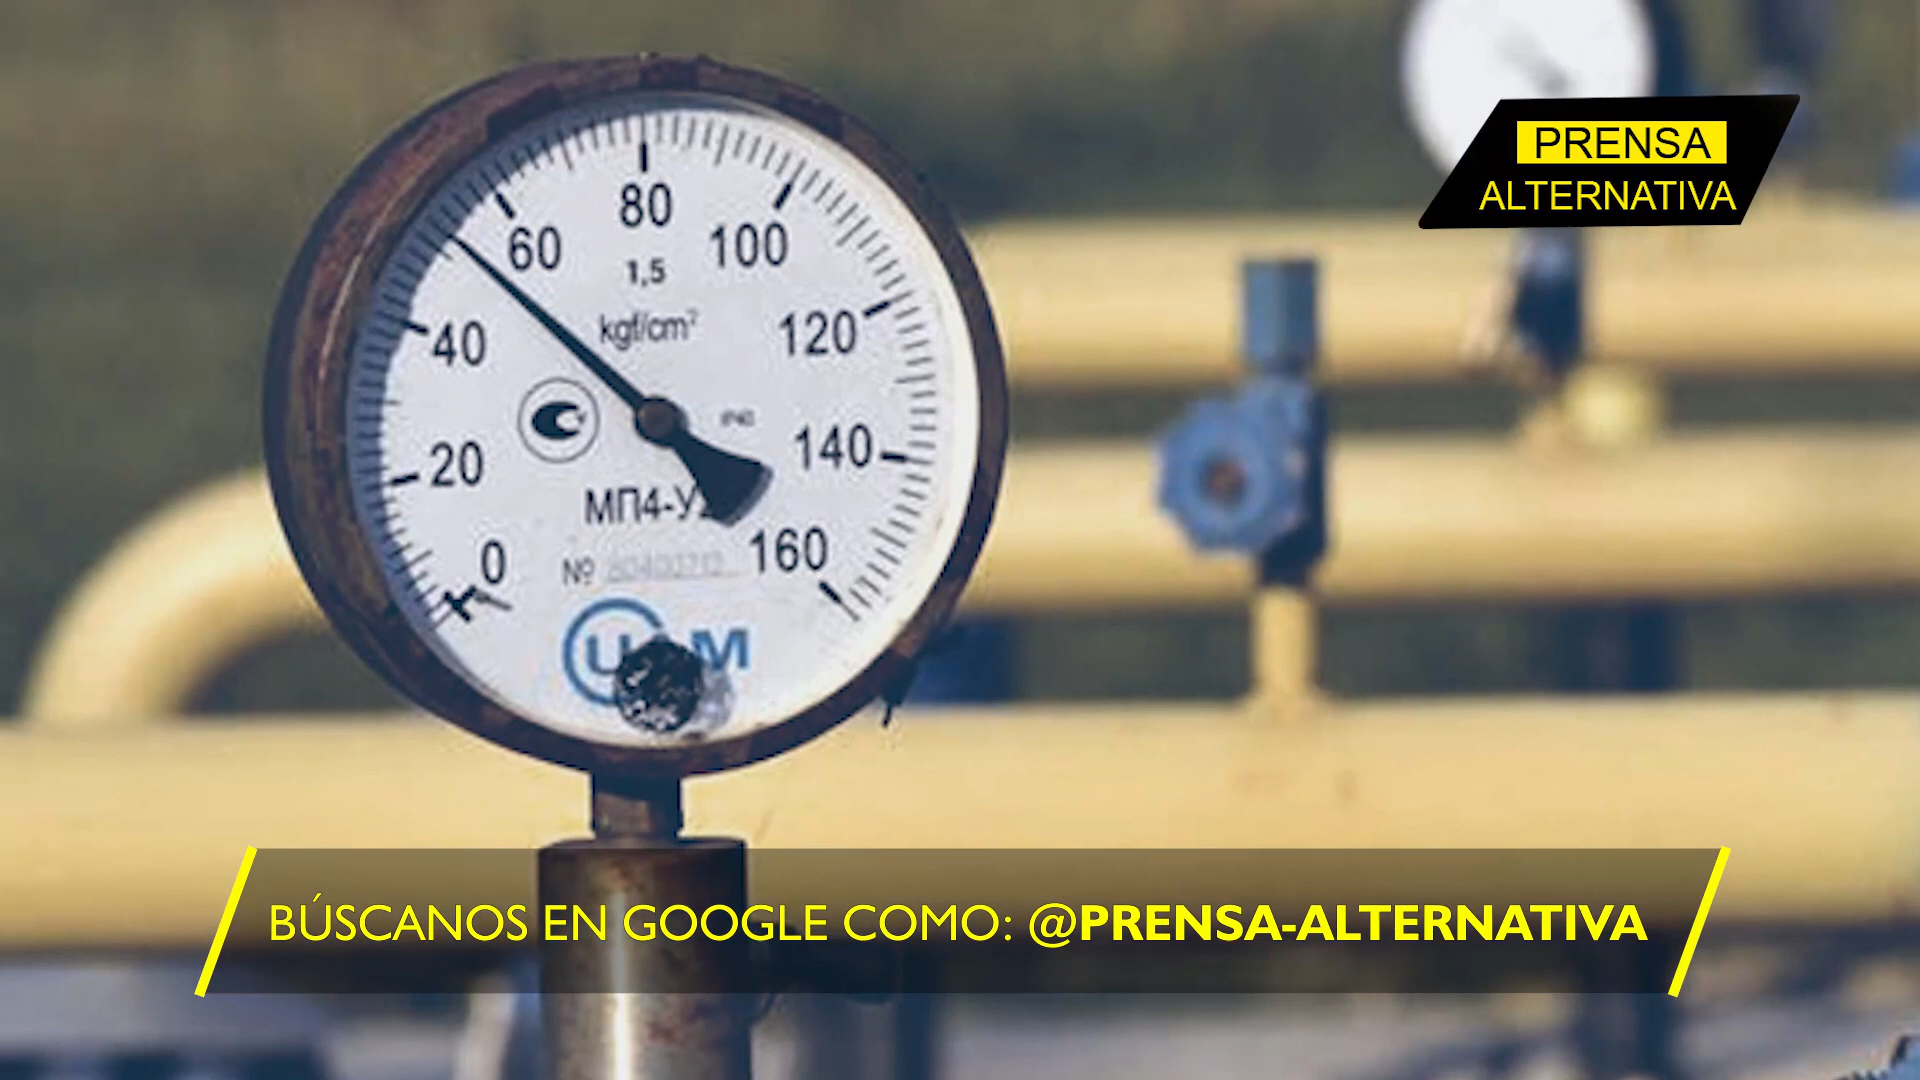 PRENSA
ALTERNATIVA
80
60
100
1,5
kgf/cm²
40
120
20
140
МП4-У
0
160
№
BÚSCANOS EN GOOGLE COMO: @PRENSA-ALTERNATIVA